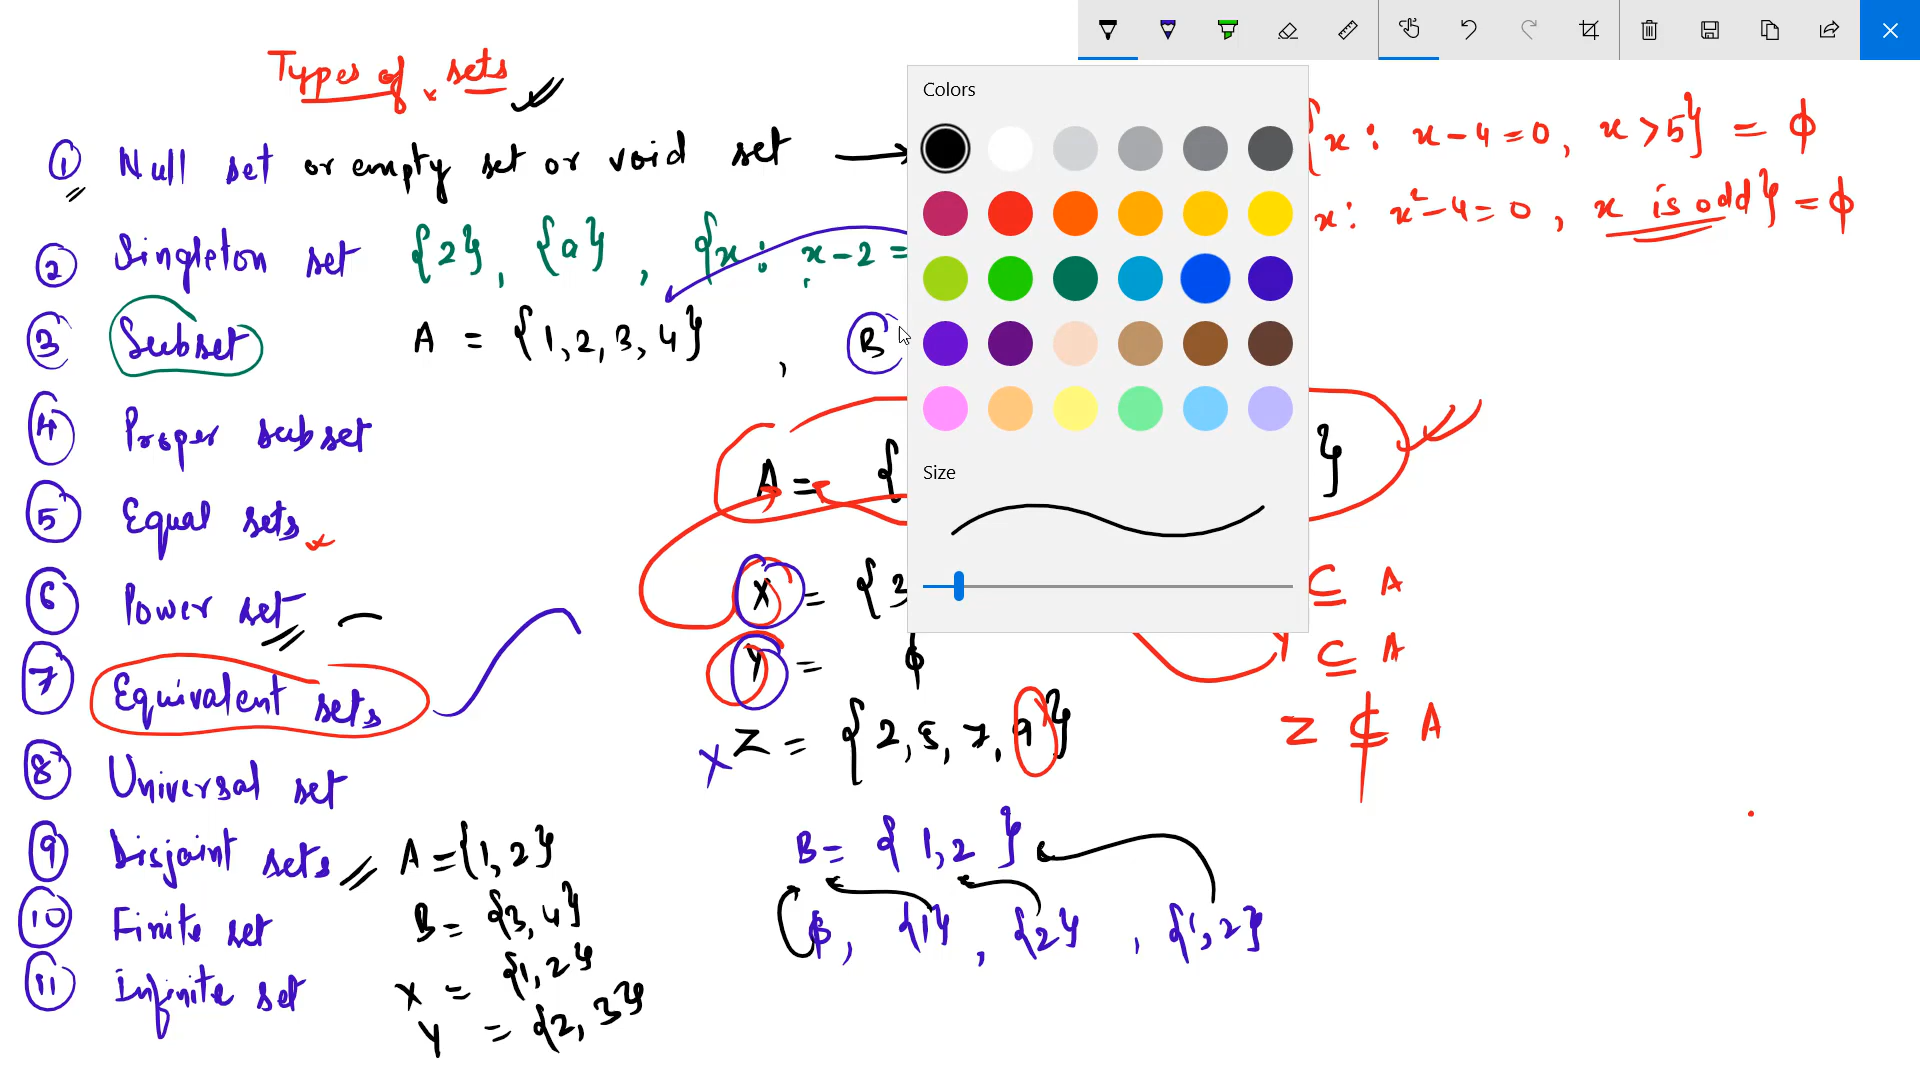 Types of sets
① Null set or empty set or void set → {x : x-4=0, x>5} = ϕ
x : x²-4=0, x is odd} = ϕ
② Singleton set {2}, {a}, {x : x-2 =
③ Subset A = {1,2,3,4} , B
④ Proper subset
A = { }
⑤ Equal sets
⑥ Power set
X = {3 ⊆ A
Y = ϕ Y ⊆ A
⑦ Equivalent sets
Z = {2,5,7,9} Z ⊈ A
⑧ Universal set
⑨ Disjoint sets A={1,2}
B = {1,2}
⑩ Finite set B = {3,4}
ϕ, {1}, {2}, {1,2}
⑪ Infinite set X = {1,2}
Y = {2,3}
Colors
Size